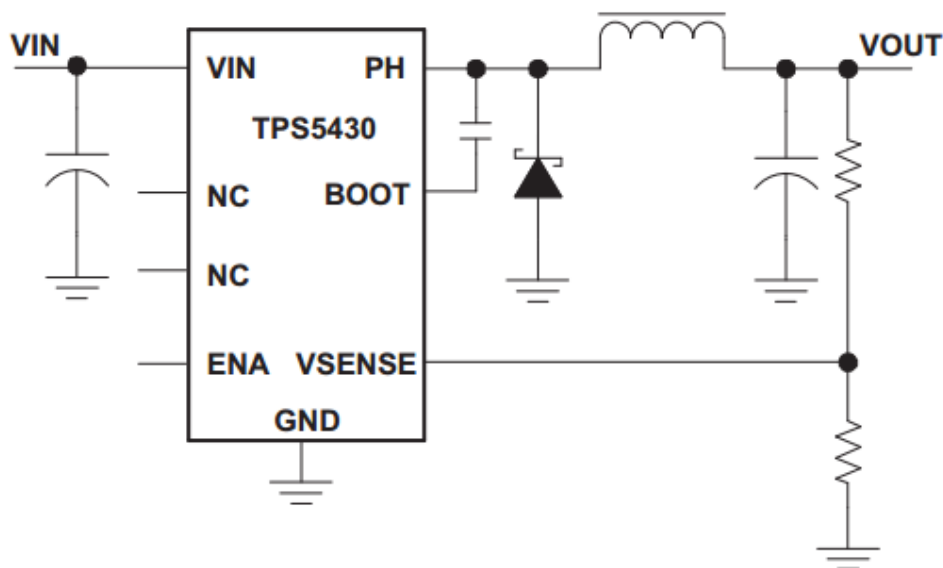 VIN
VOUT
VIN PH
TPS5430
NC BOOT
NC
ENA VSENSE
GND